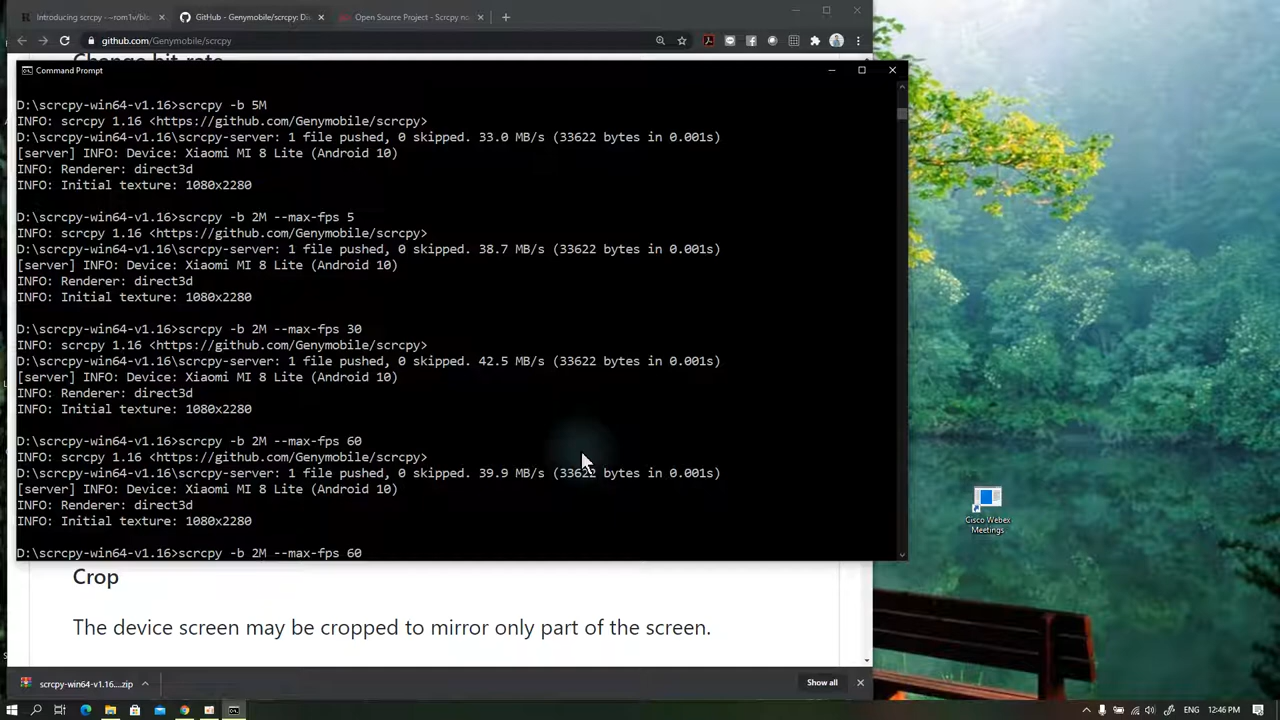 Introducing scrcpy – ~rom1v/blo
GitHub - Genymobile/scrcpy: Di
Open Source Project - Scrcpy no
github.com/Genymobile/scrcpy
Change bit-rate
Command Prompt
D:\scrcpy-win64-v1.16>scrcpy -b 5M
INFO: scrcpy 1.16 <https://github.com/Genymobile/scrcpy>
D:\scrcpy-win64-v1.16\scrcpy-server: 1 file pushed, 0 skipped. 33.0 MB/s (33622 bytes in 0.001s)
[server] INFO: Device: Xiaomi MI 8 Lite (Android 10)
INFO: Renderer: direct3d
INFO: Initial texture: 1080x2280
D:\scrcpy-win64-v1.16>scrcpy -b 2M --max-fps 5
INFO: scrcpy 1.16 <https://github.com/Genymobile/scrcpy>
D:\scrcpy-win64-v1.16\scrcpy-server: 1 file pushed, 0 skipped. 38.7 MB/s (33622 bytes in 0.001s)
[server] INFO: Device: Xiaomi MI 8 Lite (Android 10)
INFO: Renderer: direct3d
INFO: Initial texture: 1080x2280
D:\scrcpy-win64-v1.16>scrcpy -b 2M --max-fps 30
INFO: scrcpy 1.16 <https://github.com/Genymobile/scrcpy>
D:\scrcpy-win64-v1.16\scrcpy-server: 1 file pushed, 0 skipped. 42.5 MB/s (33622 bytes in 0.001s)
[server] INFO: Device: Xiaomi MI 8 Lite (Android 10)
INFO: Renderer: direct3d
INFO: Initial texture: 1080x2280
D:\scrcpy-win64-v1.16>scrcpy -b 2M --max-fps 60
INFO: scrcpy 1.16 <https://github.com/Genymobile/scrcpy>
D:\scrcpy-win64-v1.16\scrcpy-server: 1 file pushed, 0 skipped. 39.9 MB/s (33622 bytes in 0.001s)
[server] INFO: Device: Xiaomi MI 8 Lite (Android 10)
INFO: Renderer: direct3d
INFO: Initial texture: 1080x2280
D:\scrcpy-win64-v1.16>scrcpy -b 2M --max-fps 60
Cisco Webex
Meetings
Crop
The device screen may be cropped to mirror only part of the screen.
scrcpy-win64-v1.16....zip
Show all
ENG 12:46 PM